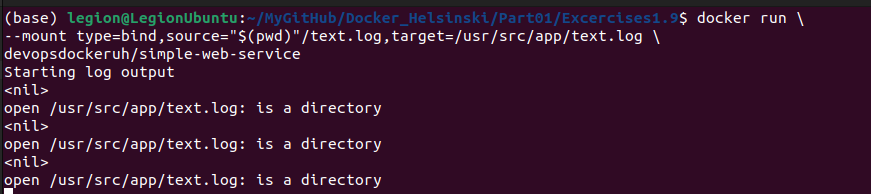 (base) legion@LegionUbuntu:~/MyGitHub/Docker_Helsinski/Part01/Excercises1.9$ docker run \
--mount type=bind,source="$(pwd)"/text.log,target=/usr/src/app/text.log \
devopsdockeruh/simple-web-service
Starting log output
<nil>
open /usr/src/app/text.log: is a directory
<nil>
open /usr/src/app/text.log: is a directory
<nil>
open /usr/src/app/text.log: is a directory